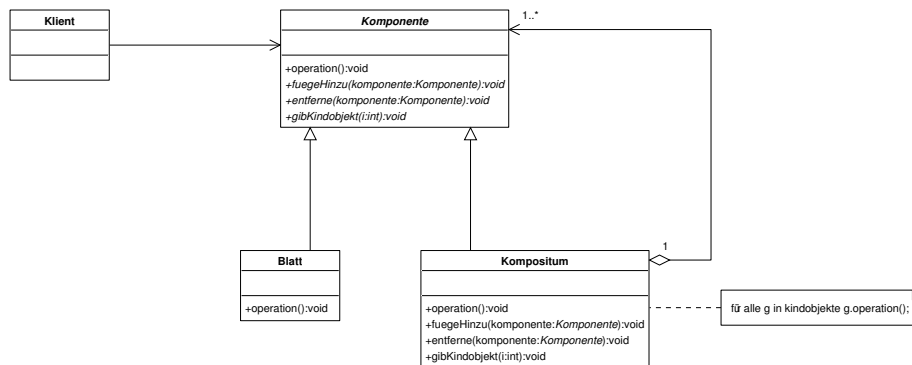 Klient
Komponente
+operation():void
+fuegeHinzu(komponente:Komponente):void
+entferne(komponente:Komponente):void
+gibKindobjekt(i:int):void
1..*
Blatt
+operation():void
Kompositum
+operation():void
+fuegeHinzu(komponente:Komponente):void
+entferne(komponente:Komponente):void
+gibKindobjekt(i:int):void
1
für alle g in kindobjekte g.operation();